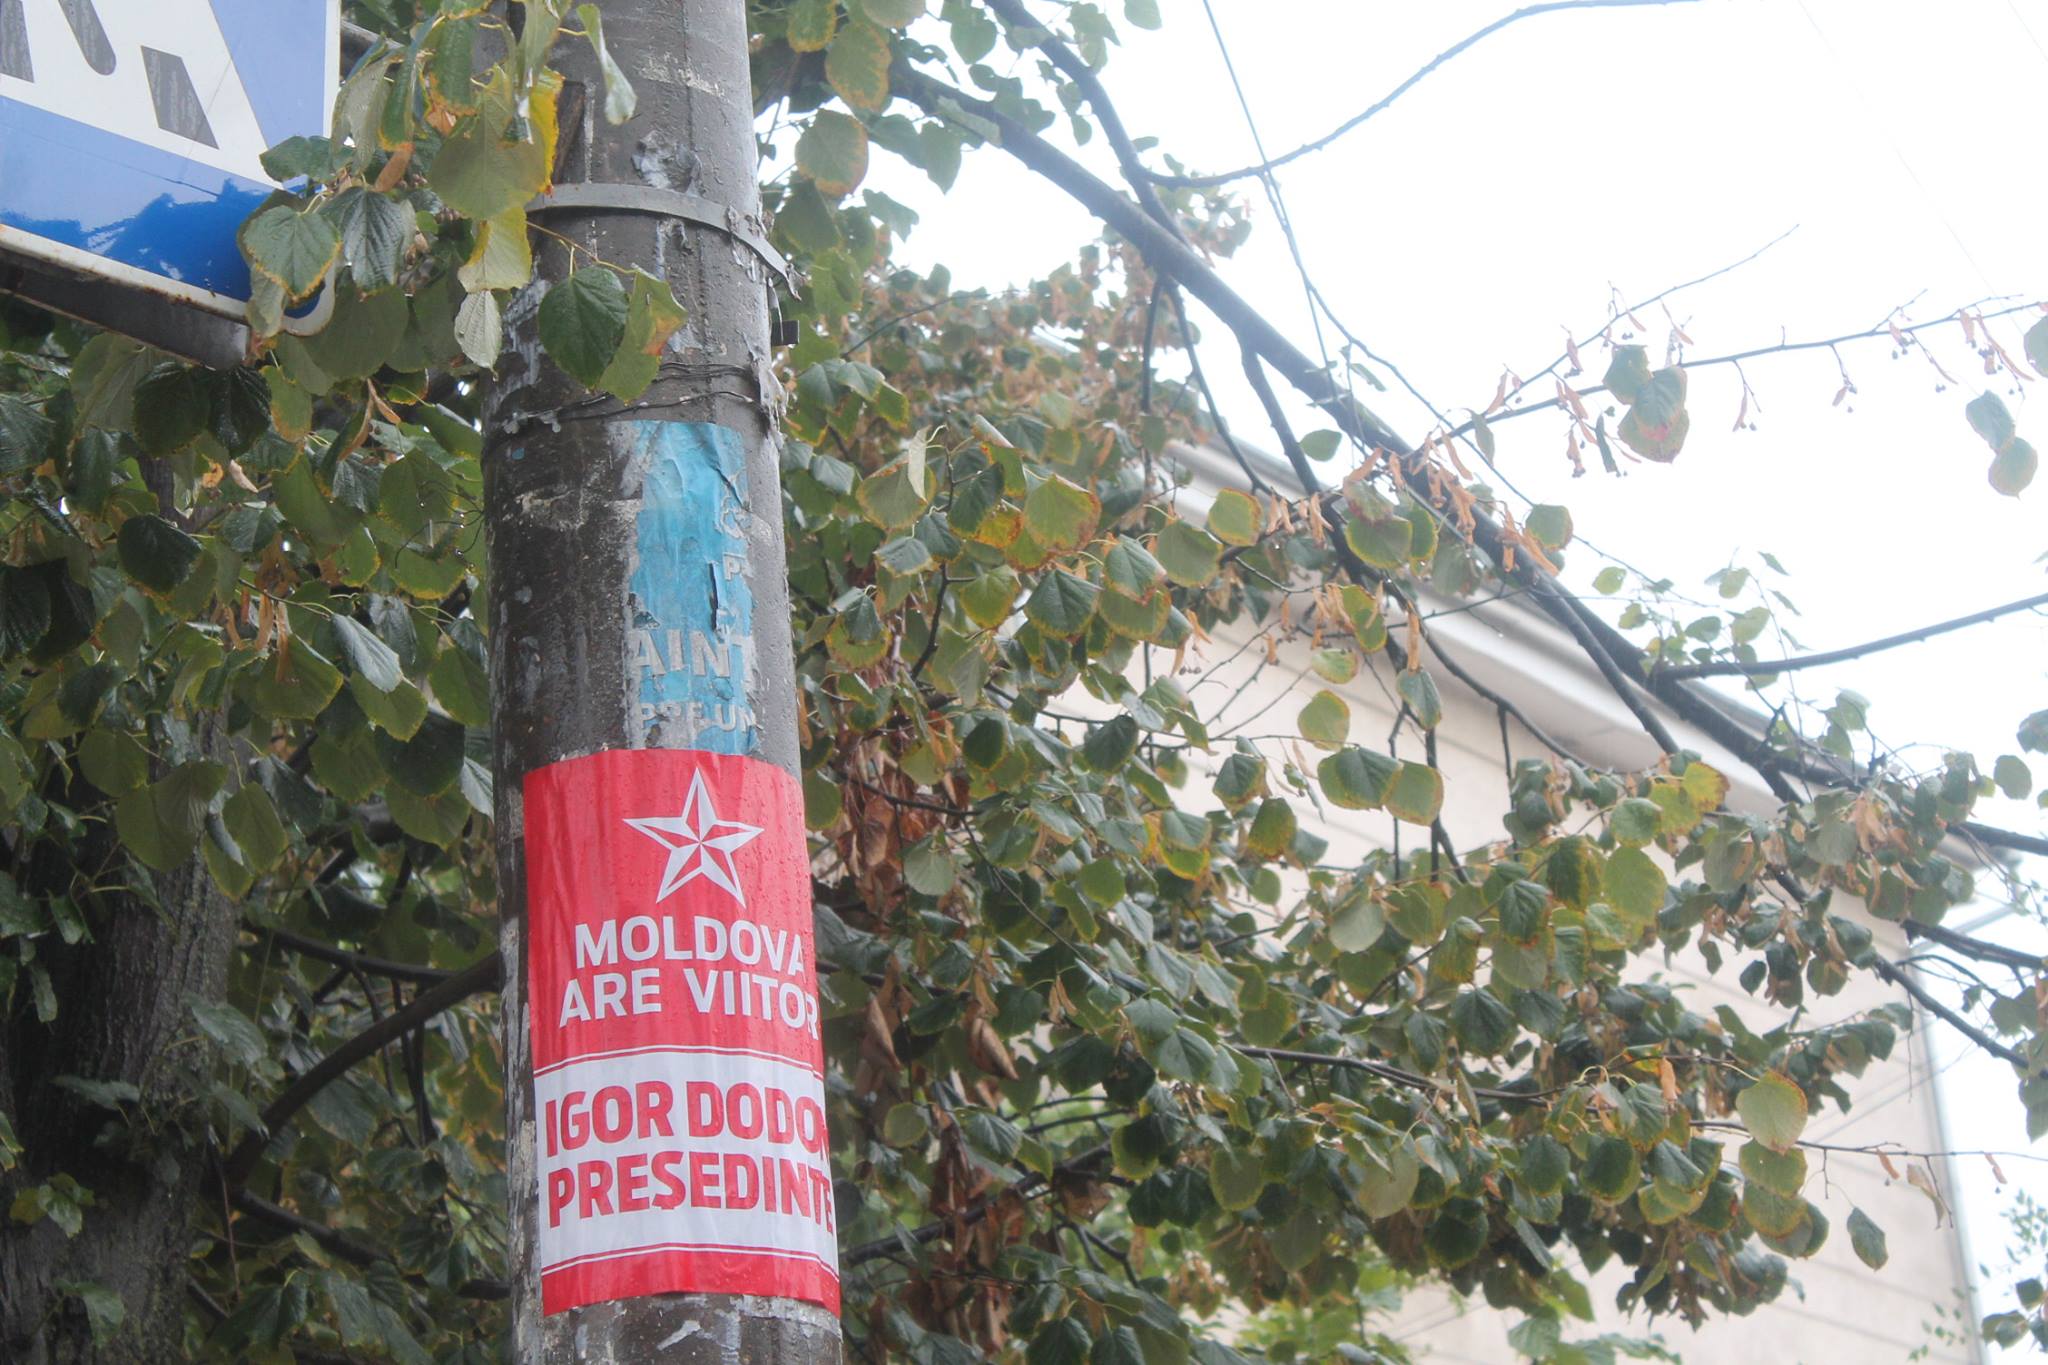 MOLDOVA
ARE VIITOR
IGOR DODON
PREȘEDINTE